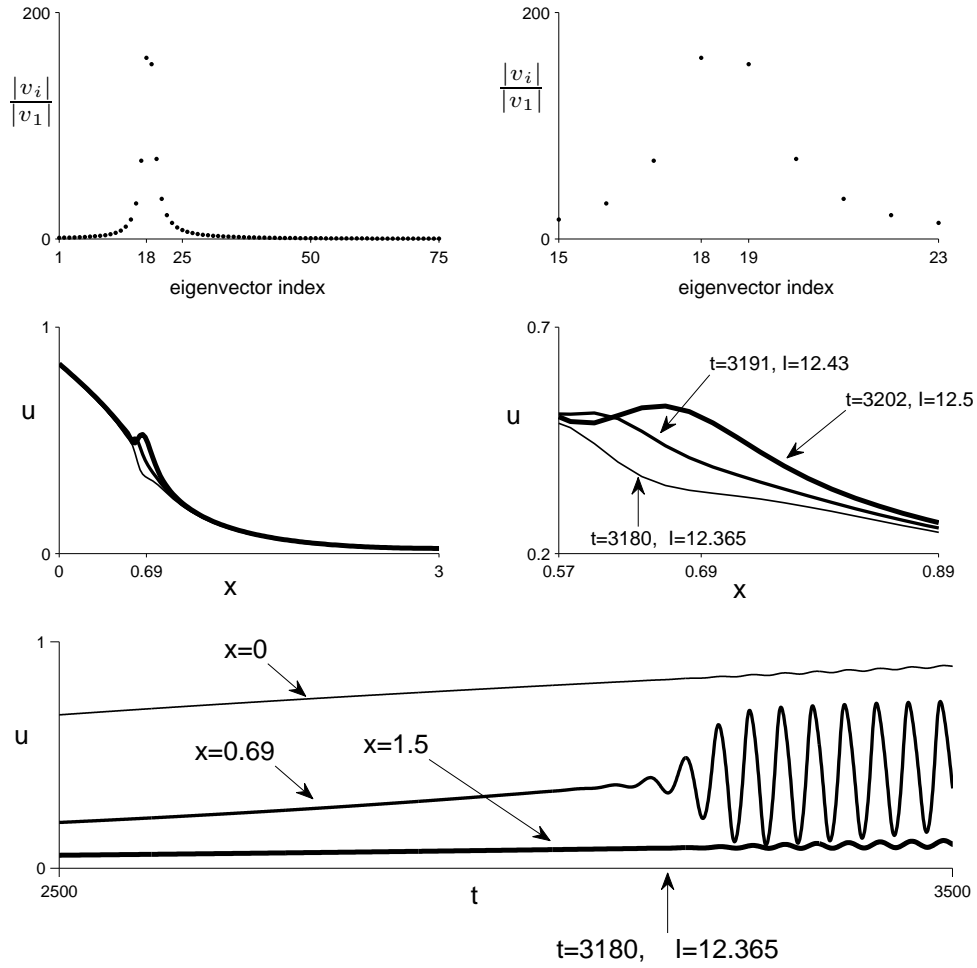 200
200
|v_i|
|v_1|
|v_i|
|v_1|
0
0
1 18 25 50 75
15 18 19 23
eigenvector index
eigenvector index
1
0.7
t=3191, I=12.43
t=3202, I=12.5
u
u
t=3180, I=12.365
0
0.2
0 0.69 3
0.57 0.69 0.89
x
x
1
x=0
u
x=0.69
x=1.5
0
2500 3500
t
t=3180, I=12.365